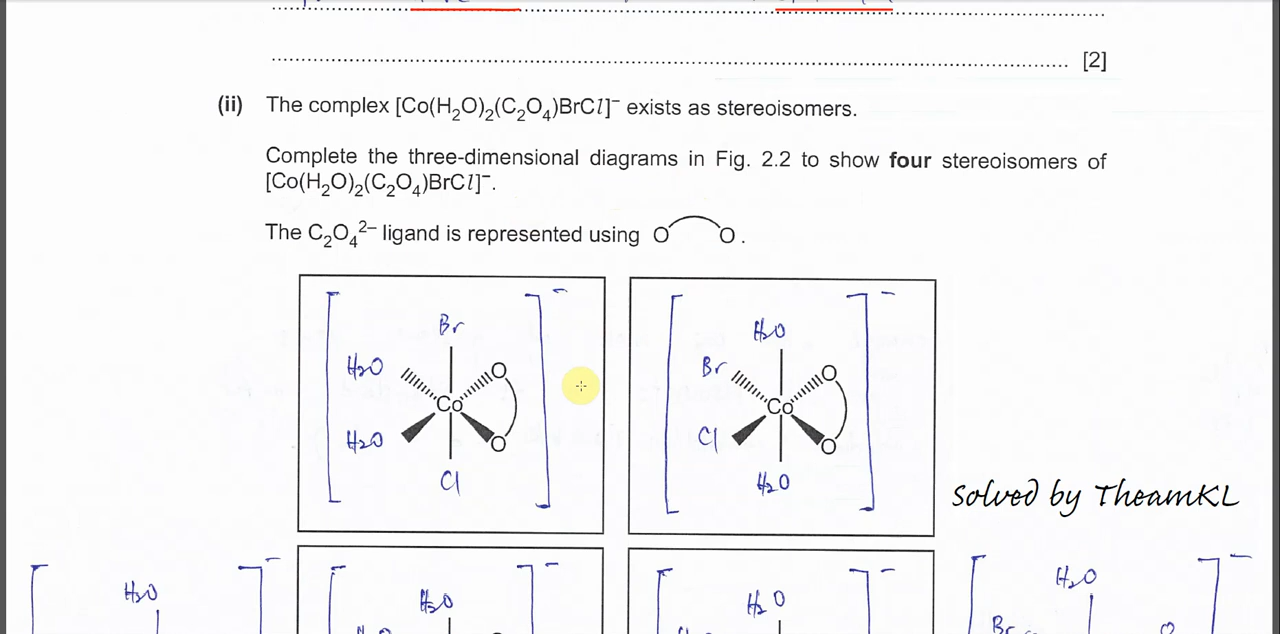 [2]
(ii) The complex [Co(H₂O)₂(C₂O₄)BrCl]⁻ exists as stereoisomers.
Complete the three-dimensional diagrams in Fig. 2.2 to show four stereoisomers of
[Co(H₂O)₂(C₂O₄)BrCl]⁻.
The C₂O₄²⁻ ligand is represented using O O .
Br
H₂O O
Co
H₂O O
Cl
−
H₂O
Br O
Co
Cl O
H₂O
−
Solved by TheamKL
H₂O
−
H₂O
−
H₂O
−
H₂O
Br
−